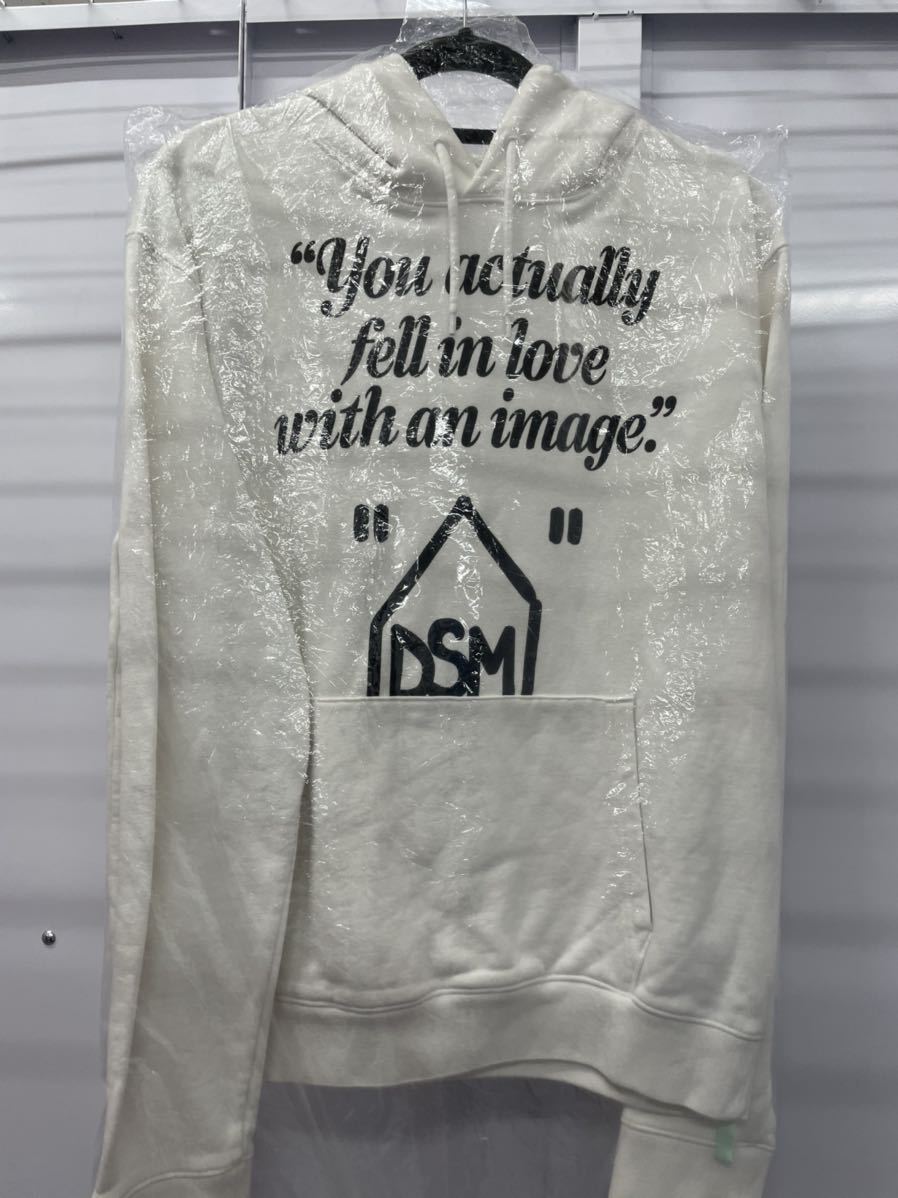 “You actually
fell in love
with an image.”
" "
DSM